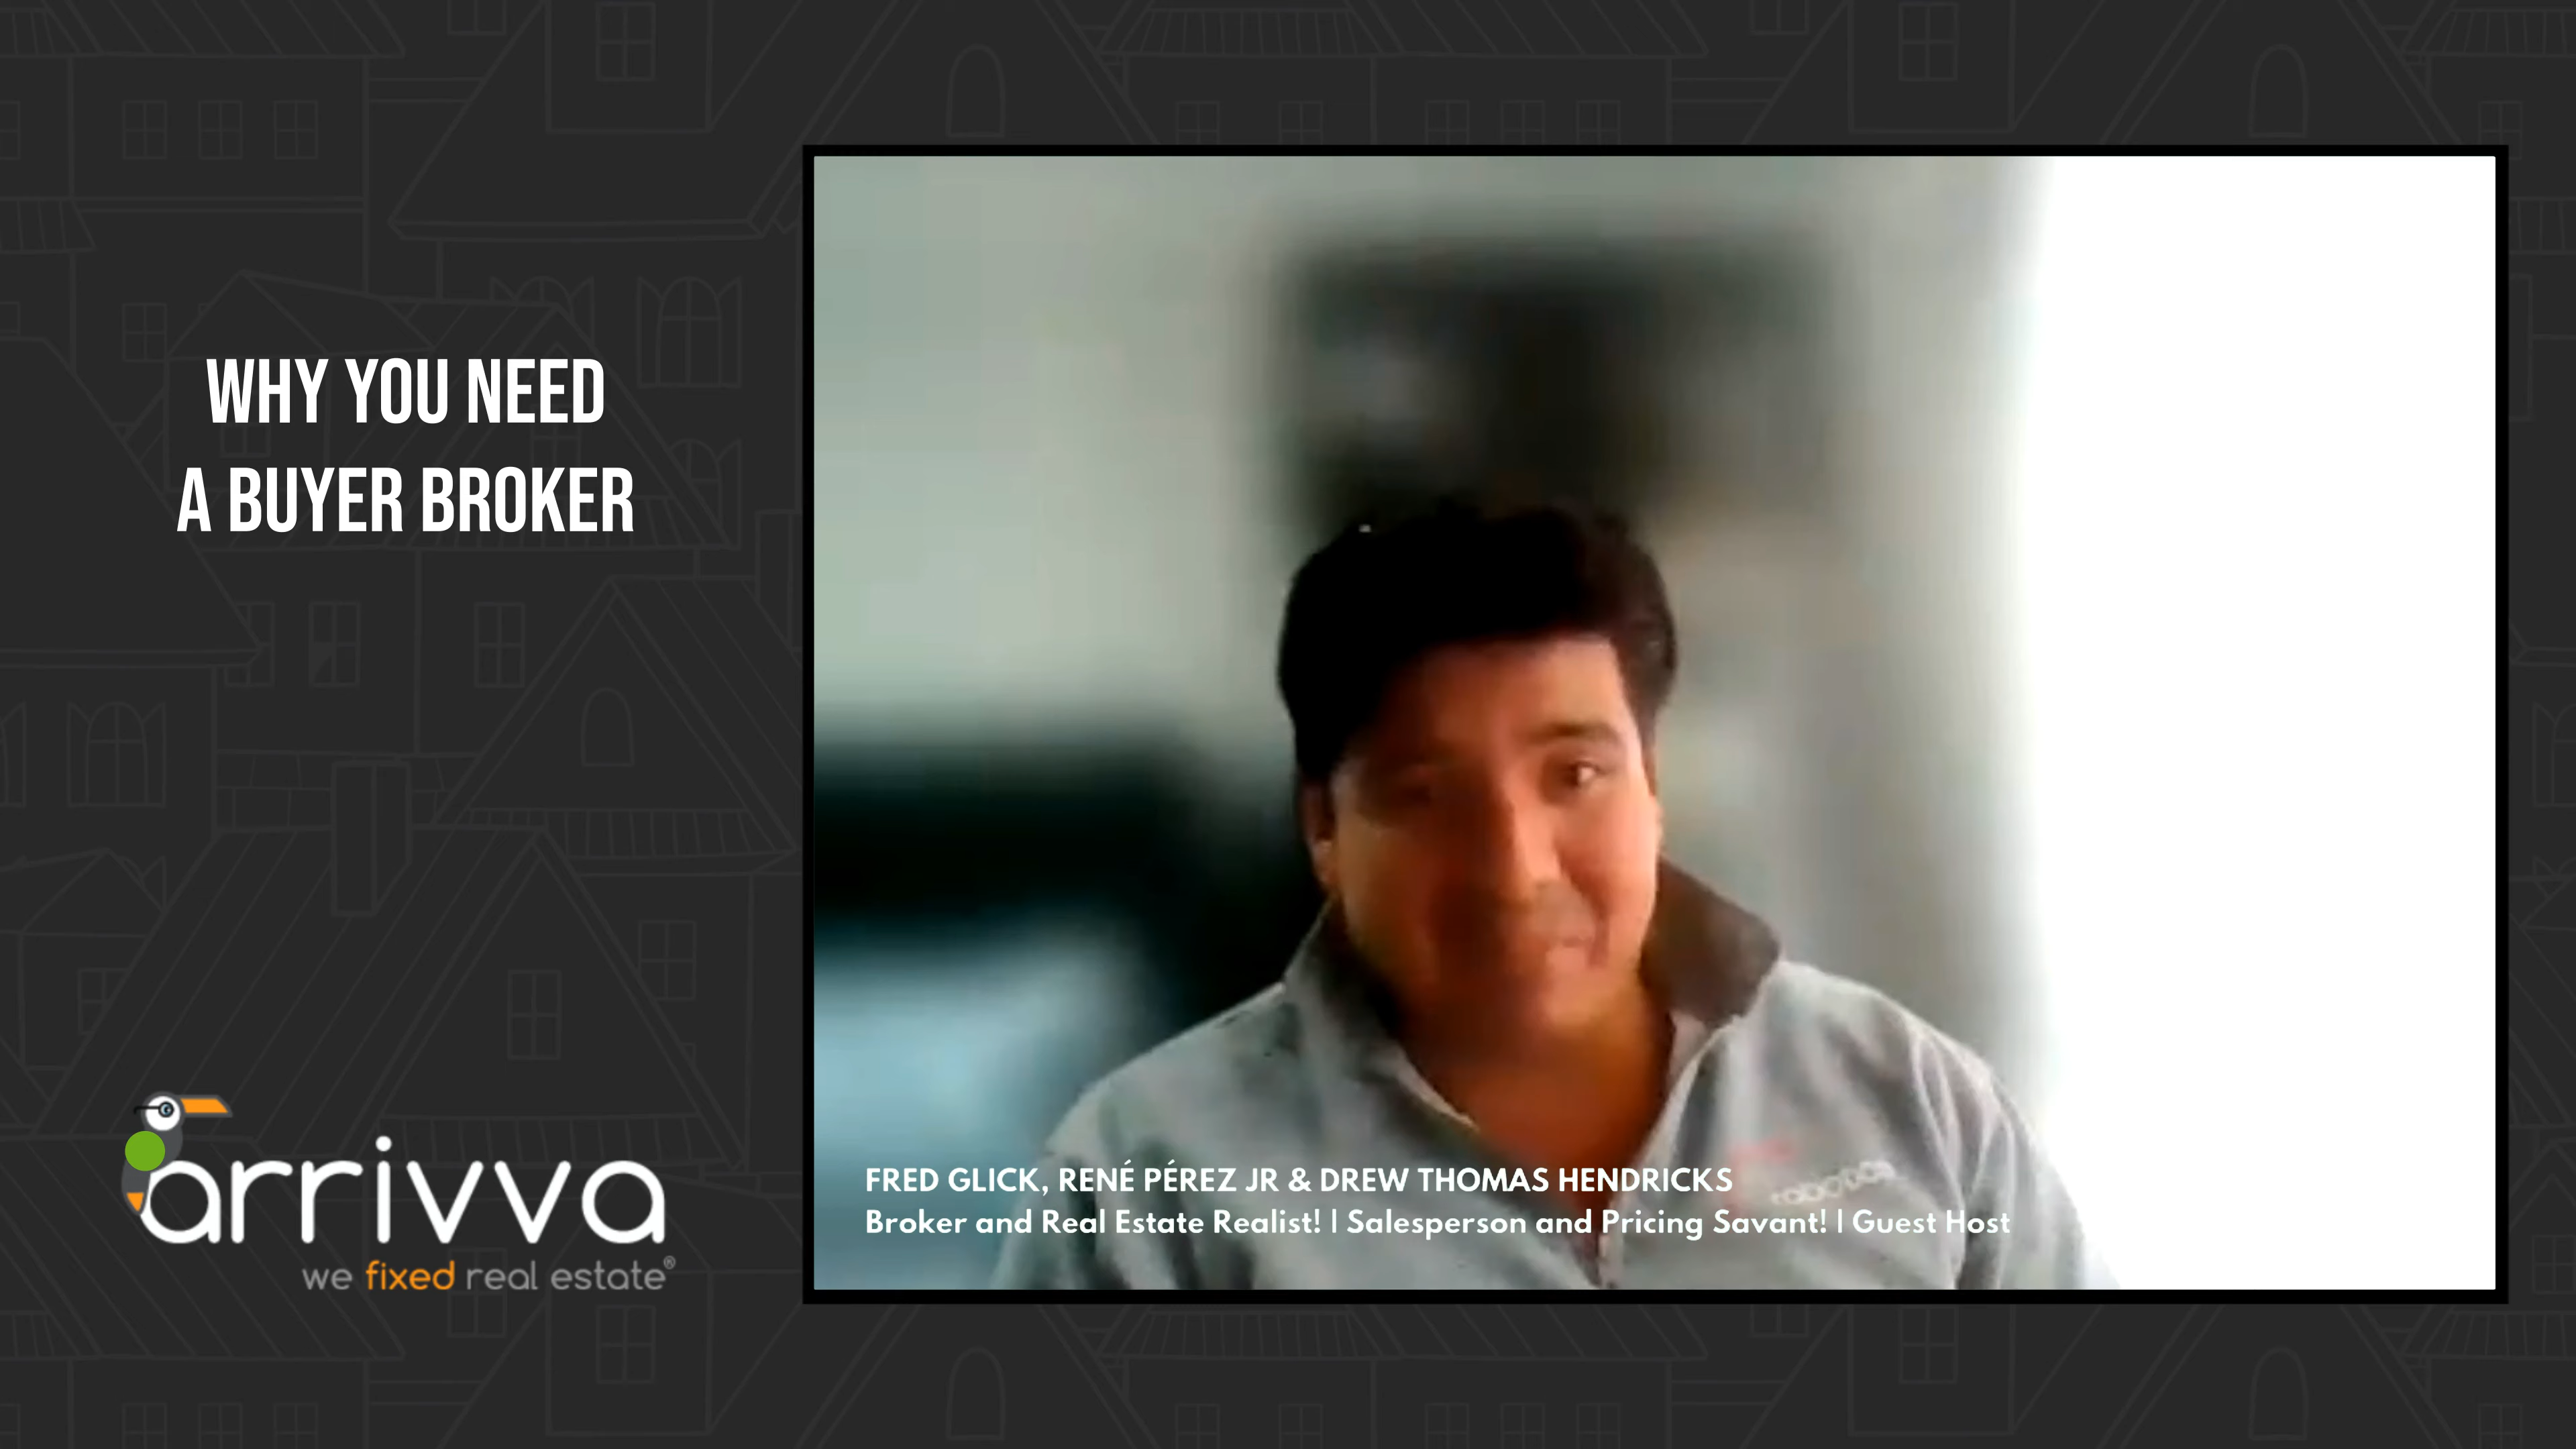 WHY YOU NEED
A BUYER BROKER
arrivva
we fixed real estate®
FRED GLICK, RENÉ PÉREZ JR & DREW THOMAS HENDRICKS
Broker and Real Estate Realist! | Salesperson and Pricing Savant! | Guest Host